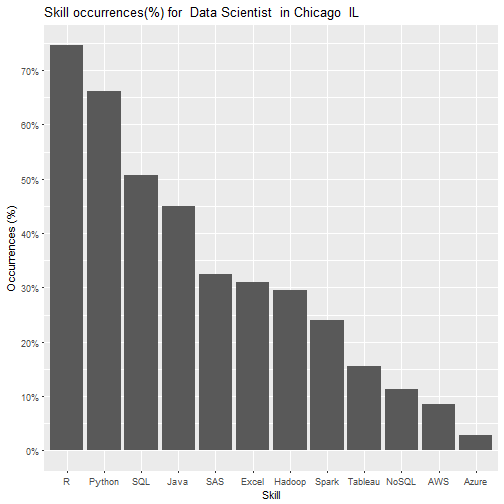 Skill occurrences(%) for  Data Scientist  in Chicago  IL
Occurrences (%)
70%
60%
50%
40%
30%
20%
10%
0%
R Python SQL Java SAS Excel Hadoop Spark Tableau NoSQL AWS Azure
Skill